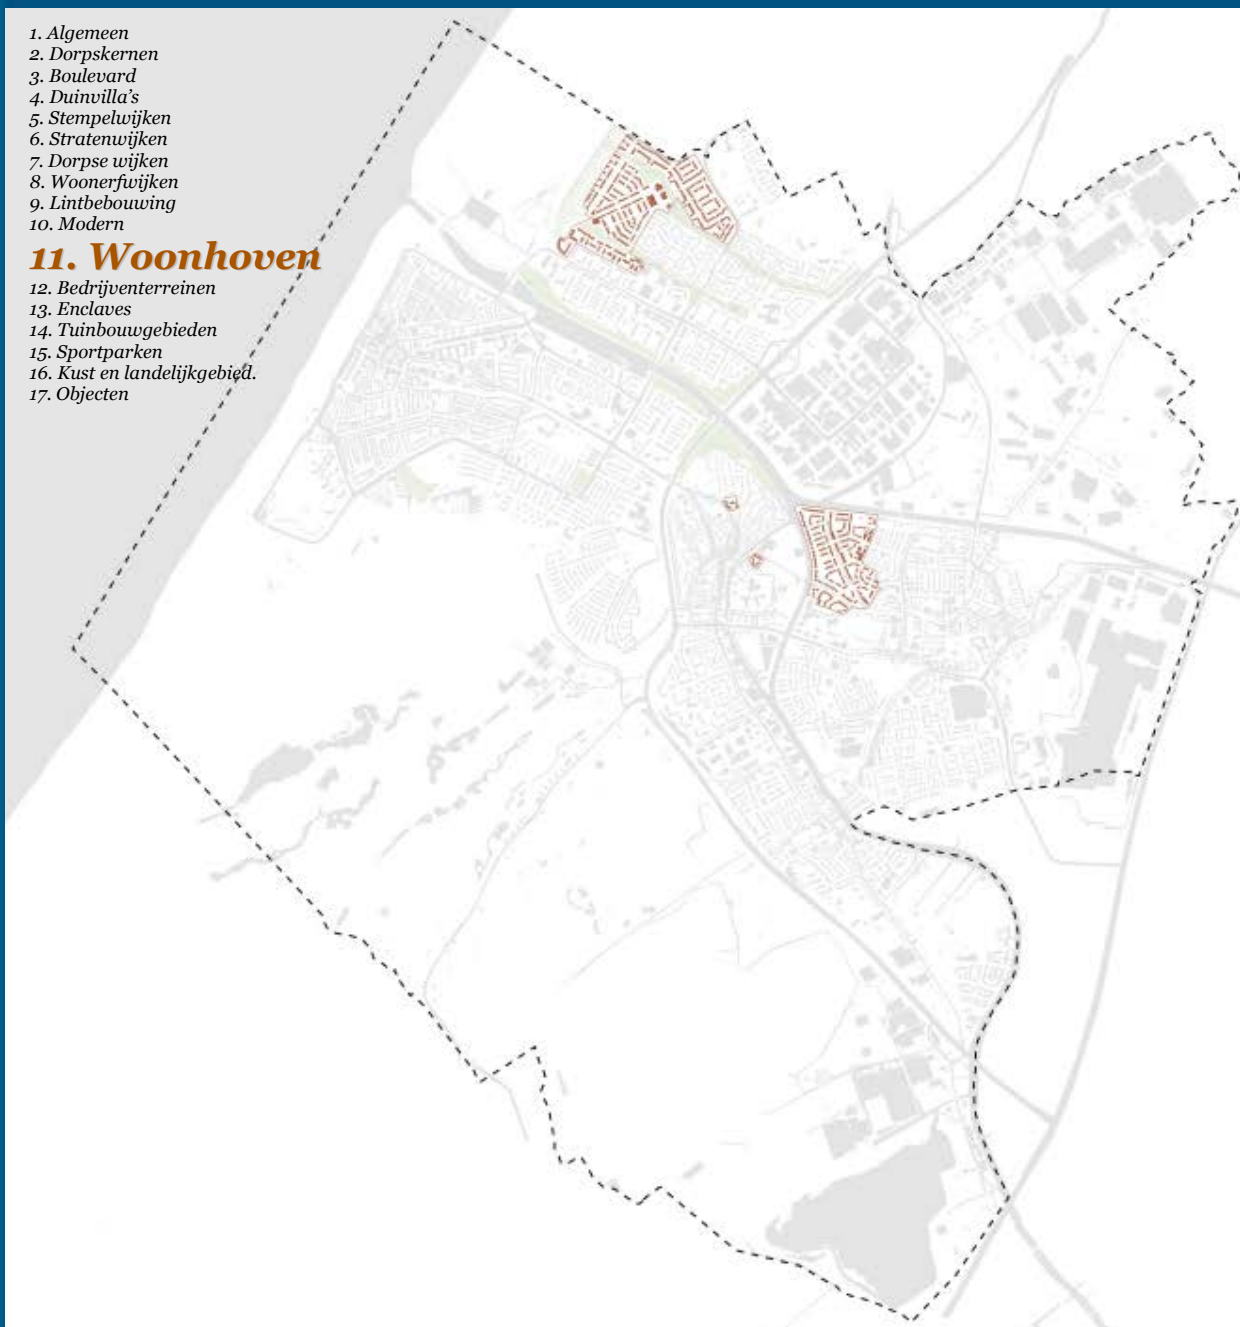 1. Algemeen
2. Dorpskernen
3. Boulevard
4. Duinvilla's
5. Stempelwijken
6. Stratenwijken
7. Dorpse wijken
8. Woonerfwijken
9. Lintbebouwing
10. Modern
11. Woonhoven
12. Bedrijventerreinen
13. Enclaves
14. Tuinbouwgebieden
15. Sportparken
16. Kust en landelijkgebied.
17. Objecten